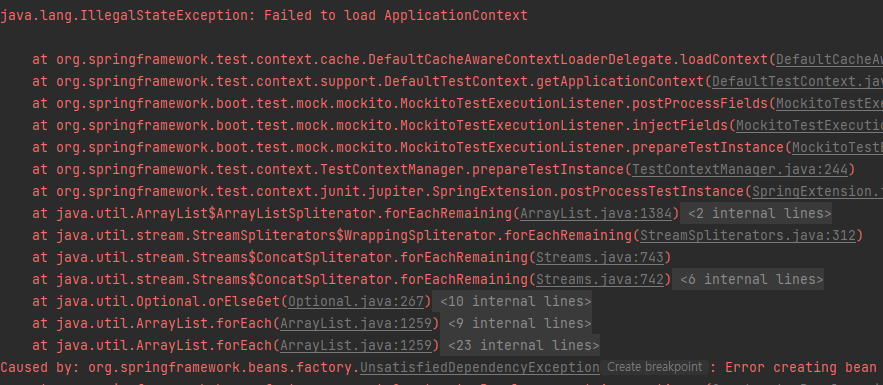 java.lang.IllegalStateException: Failed to load ApplicationContext
at org.springframework.test.context.cache.DefaultCacheAwareContextLoaderDelegate.loadContext(DefaultCacheAw
at org.springframework.test.context.support.DefaultTestContext.getApplicationContext(DefaultTestContext.jav
at org.springframework.boot.test.mock.mockito.MockitoTestExecutionListener.postProcessFields(MockitoTestExe
at org.springframework.boot.test.mock.mockito.MockitoTestExecutionListener.injectFields(MockitoTestExecutio
at org.springframework.boot.test.mock.mockito.MockitoTestExecutionListener.prepareTestInstance(MockitoTestE
at org.springframework.test.context.TestContextManager.prepareTestInstance(TestContextManager.java:244)
at org.springframework.test.context.junit.jupiter.SpringExtension.postProcessTestInstance(SpringExtension.
at java.util.ArrayList$ArrayListSpliterator.forEachRemaining(ArrayList.java:1384) <2 internal lines>
at java.util.stream.StreamSpliterators$WrappingSpliterator.forEachRemaining(StreamSpliterators.java:312)
at java.util.stream.Streams$ConcatSpliterator.forEachRemaining(Streams.java:743)
at java.util.stream.Streams$ConcatSpliterator.forEachRemaining(Streams.java:742) <6 internal lines>
at java.util.Optional.orElseGet(Optional.java:267) <10 internal lines>
at java.util.ArrayList.forEach(ArrayList.java:1259) <9 internal lines>
at java.util.ArrayList.forEach(ArrayList.java:1259) <23 internal lines>
Caused by: org.springframework.beans.factory.UnsatisfiedDependencyException Create breakpoint : Error creating bean